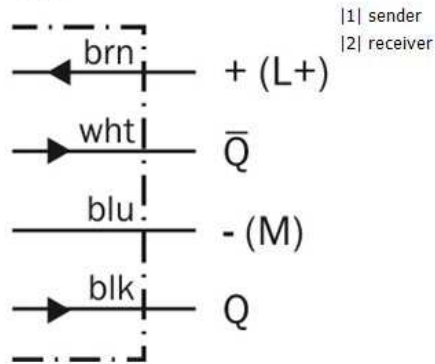 |1| sender
|2| receiver
brn + (L+)
wht Q̅
blu - (M)
blk Q